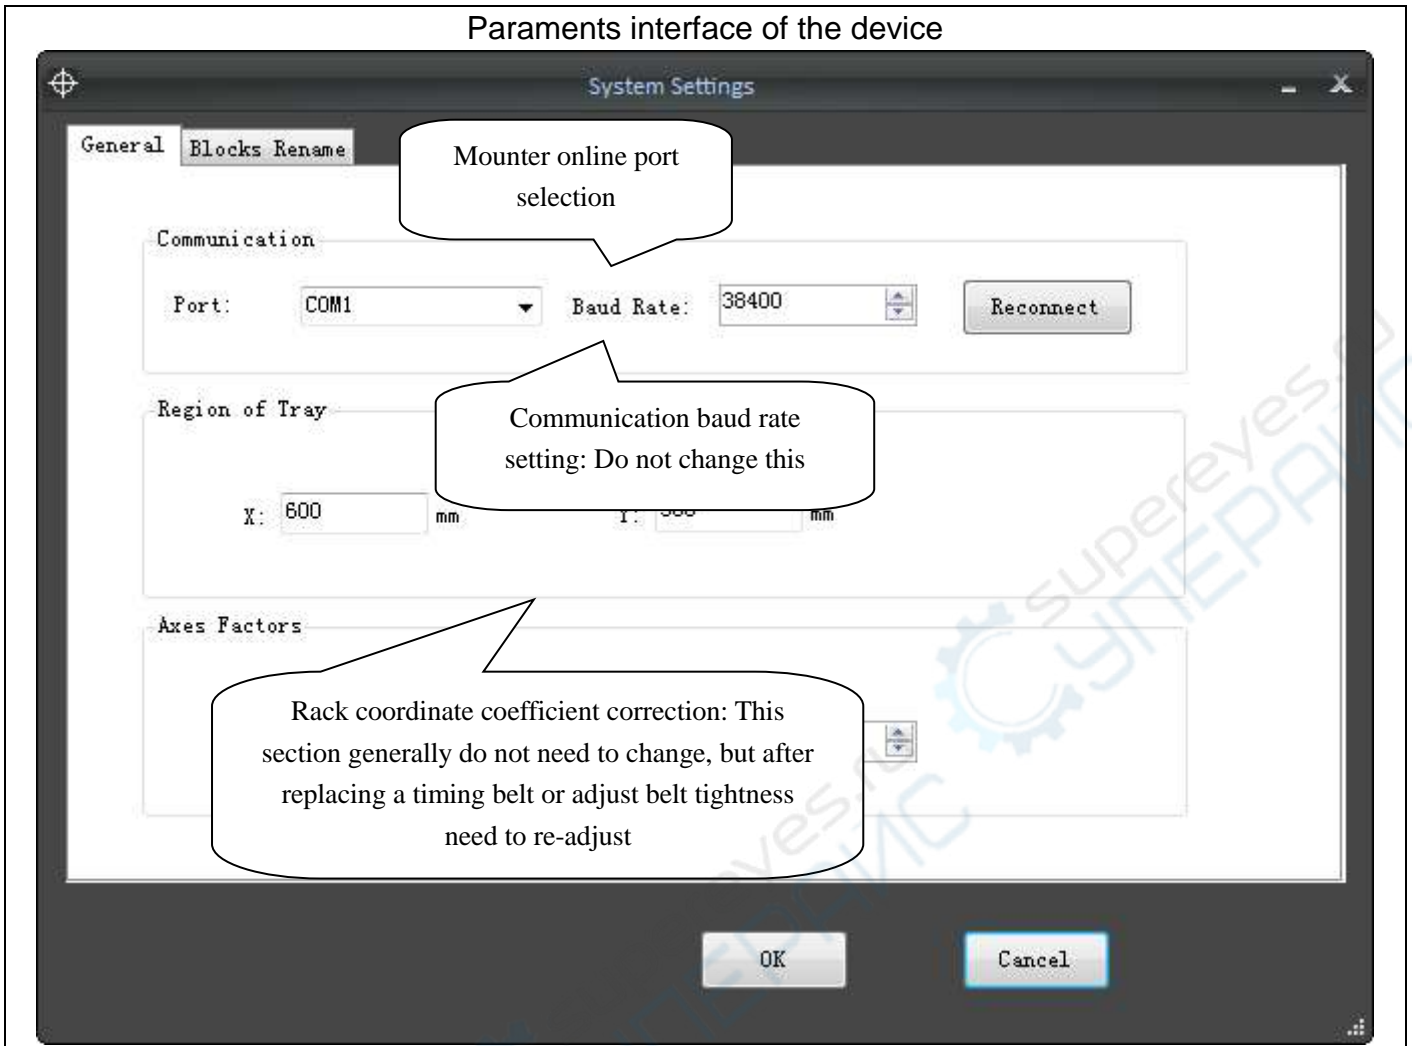 Paraments interface of the device
System Settings
General Blocks Rename
Mounter online port
selection
Communication
Port: COM1 Baud Rate: 38400 Reconnect
Communication baud rate
setting: Do not change this
Region of Tray
X: 600 mm mm
Axes Factors
Rack coordinate coefficient correction: This
section generally do not need to change, but after
replacing a timing belt or adjust belt tightness
need to re-adjust
OK Cancel
supereyes.ru
СУПЕРАЙС